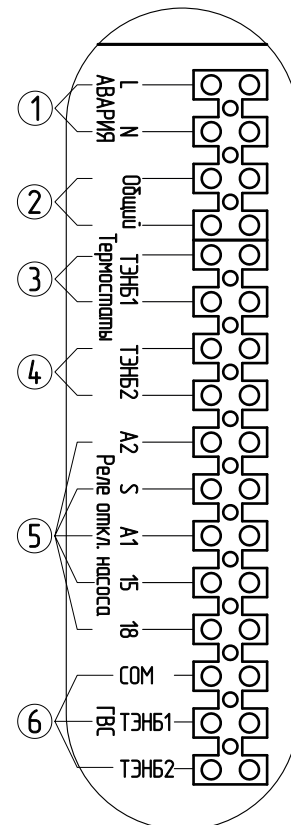 1
L
N
АВАРИЯ
2
Общий
3
ТЭНБ1
Термостаты
4
ТЭНБ2
5
A2
S
A1
15
18
Реле откл. насоса
6
COM
ТЭНБ1
ТЭНБ2
ГВС